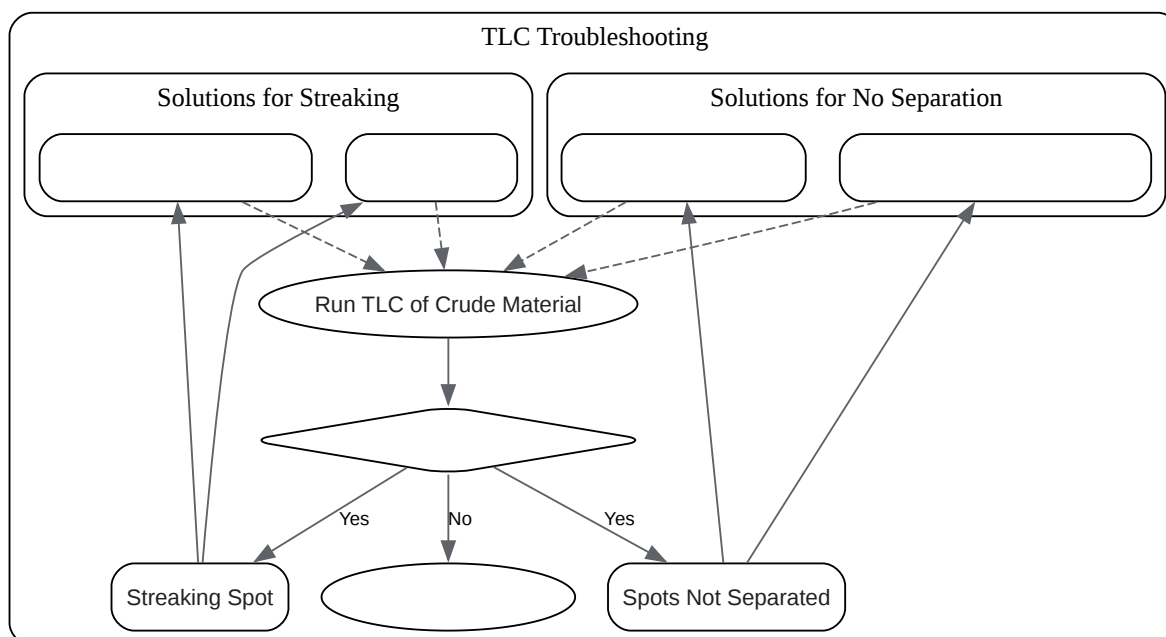 TLC Troubleshooting
Solutions for Streaking
Solutions for No Separation
Run TLC of Crude Material
Yes
No
Yes
Streaking Spot
Spots Not Separated